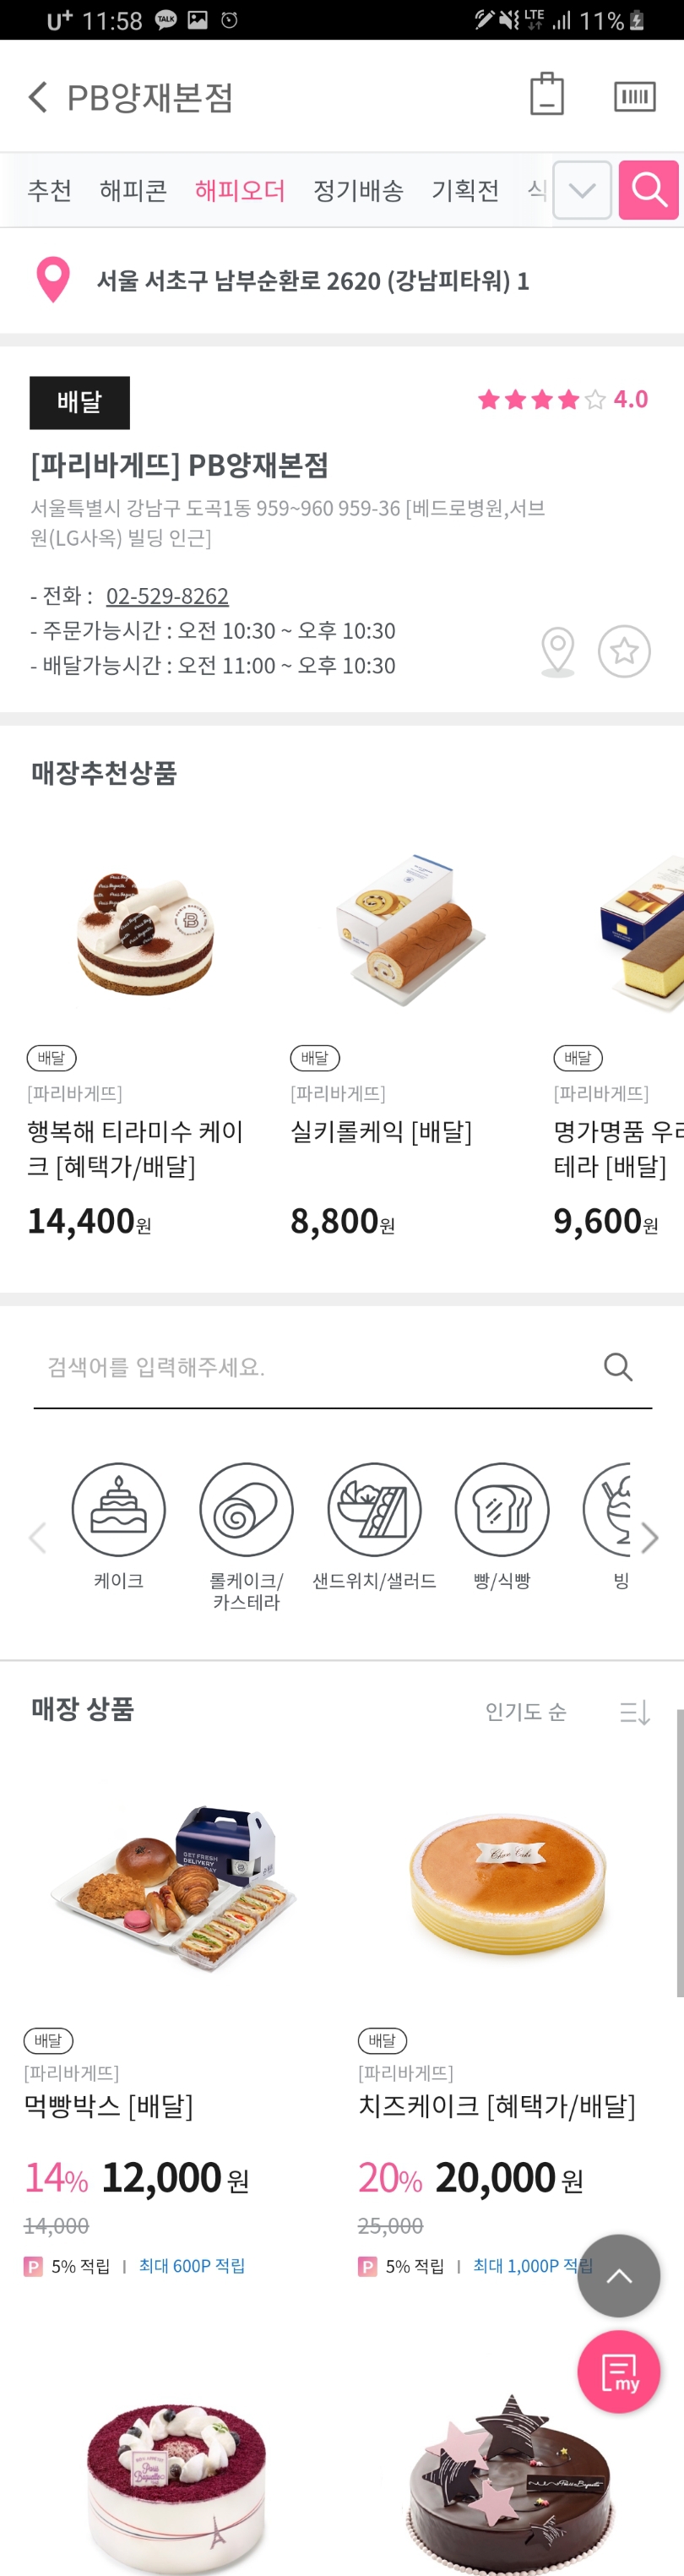 U+ 11:58 TALK LTE 11%
PB양재본점
추천 해피콘 해피오더 정기배송 기획전 식
서울 서초구 남부순환로 2620 (강남피타워) 1
배달 4.0
[파리바게뜨] PB양재본점
서울특별시 강남구 도곡1동 959~960 959-36 [베드로병원,서브
원(LG사옥) 빌딩 인근]
- 전화 : 02-529-8262
- 주문가능시간 : 오전 10:30 ~ 오후 10:30
- 배달가능시간 : 오전 11:00 ~ 오후 10:30
매장추천상품
배달 배달 배달
[파리바게뜨] [파리바게뜨] [파리바게뜨]
행복해 티라미수 케이 실키롤케익 [배달] 명가명품 우리
크 [혜택가/배달] 테라 [배달]
14,400원 8,800원 9,600원
검색어를 입력해주세요.
케이크 롤케이크/ 샌드위치/샐러드 빵/식빵 빙
카스테라
매장 상품 인기도 순
GET FRESH
DELIVERY
배달 배달
[파리바게뜨] [파리바게뜨]
먹빵박스 [배달] 치즈케이크 [혜택가/배달]
14% 12,000 원 20% 20,000 원
14,000 25,000
P 5% 적립 | 최대 600P 적립 P 5% 적립 | 최대 1,000P 적립
my